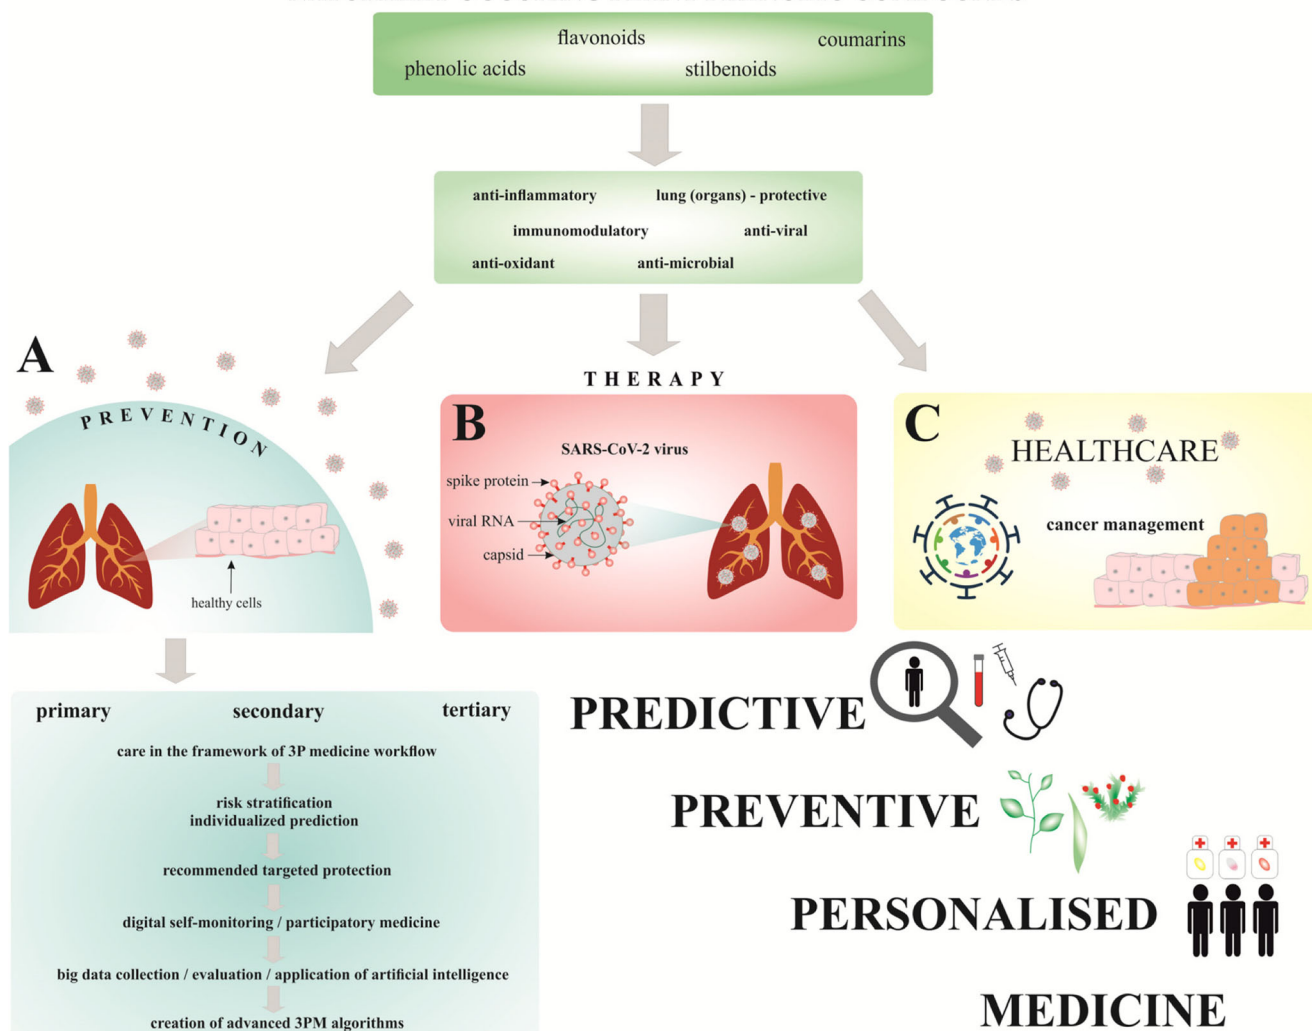 flavonoids coumarins
phenolic acids stilbenoids
anti-inflammatory lung (organs) - protective
immunomodulatory anti-viral
anti-oxidant anti-microbial
A
PREVENTION
healthy cells
THERAPY
B
SARS-CoV-2 virus
spike protein
viral RNA
capsid
C
HEALTHCARE
cancer management
primary secondary tertiary
care in the framework of 3P medicine workflow
risk stratification
individualized prediction
recommended targeted protection
digital self-monitoring / participatory medicine
big data collection / evaluation / application of artificial intelligence
creation of advanced 3PM algorithms
PREDICTIVE
PREVENTIVE
PERSONALISED
MEDICINE